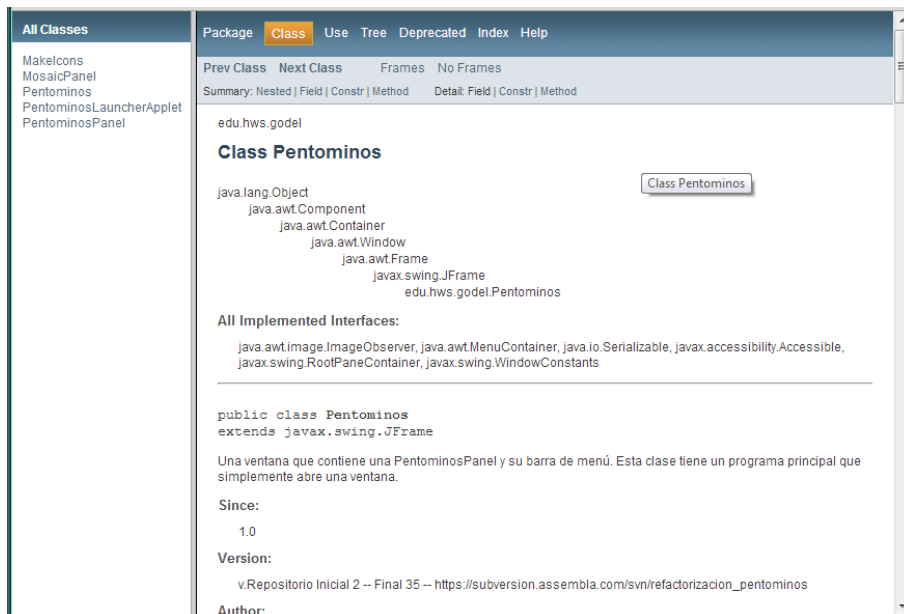 All Classes
MakeIcons
MosaicPanel
Pentominos
PentominosLauncherApplet
PentominosPanel
Package Class Use Tree Deprecated Index Help
Prev Class Next Class Frames No Frames
Summary: Nested | Field | Constr | Method Detail: Field | Constr | Method
edu.hws.godel
Class Pentominos
Class Pentominos
java.lang.Object
java.awt.Component
java.awt.Container
java.awt.Window
java.awt.Frame
javax.swing.JFrame
edu.hws.godel.Pentominos
All Implemented Interfaces:
java.awt.image.ImageObserver, java.awt.MenuContainer, java.io.Serializable, javax.accessibility.Accessible,
javax.swing.RootPaneContainer, javax.swing.WindowConstants
public class Pentominos
extends javax.swing.JFrame
Una ventana que contiene una PentominosPanel y su barra de menú. Esta clase tiene un programa principal que
simplemente abre una ventana.
Since:
1.0
Version:
v.Repositorio Inicial 2 -- Final 35 -- https://subversion.assembla.com/svn/refactorizacion_pentominos
Author: